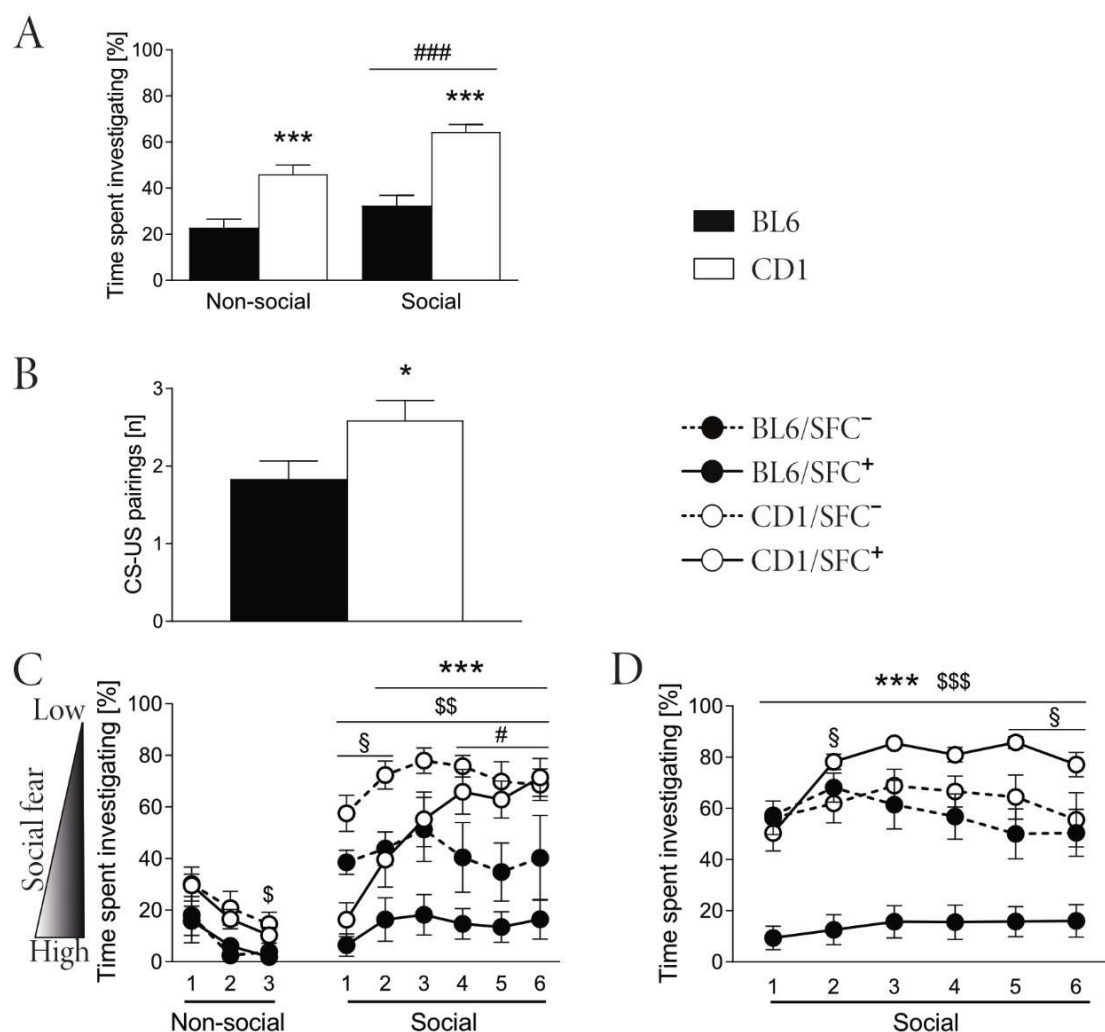 A
Time spent investigating [%]
100
80
60
40
20
0
###
***
***
Non-social
Social
BL6
CD1
B
CS-US pairings [n]
3
2
1
0
*
BL6/SFC⁻
BL6/SFC⁺
CD1/SFC⁻
CD1/SFC⁺
C
Low
Social fear
High
Time spent investigating [%]
100
80
60
40
20
0
***
$$
§
#
$
1 2 3 1 2 3 4 5 6
Non-social Social
D
Time spent investigating [%]
100
80
60
40
20
0
*** $$$
§
§
1 2 3 4 5 6
Social